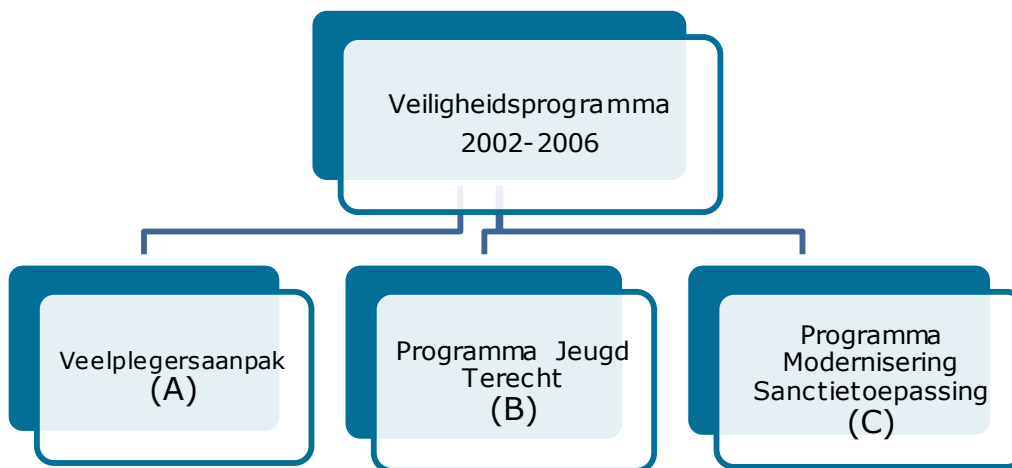 Veiligheidsprogramma
2002-2006
Veelplegersaanpak
(A)
Programma Jeugd
Terecht
(B)
Programma
Modernisering
Sanctietoepassing
(C)